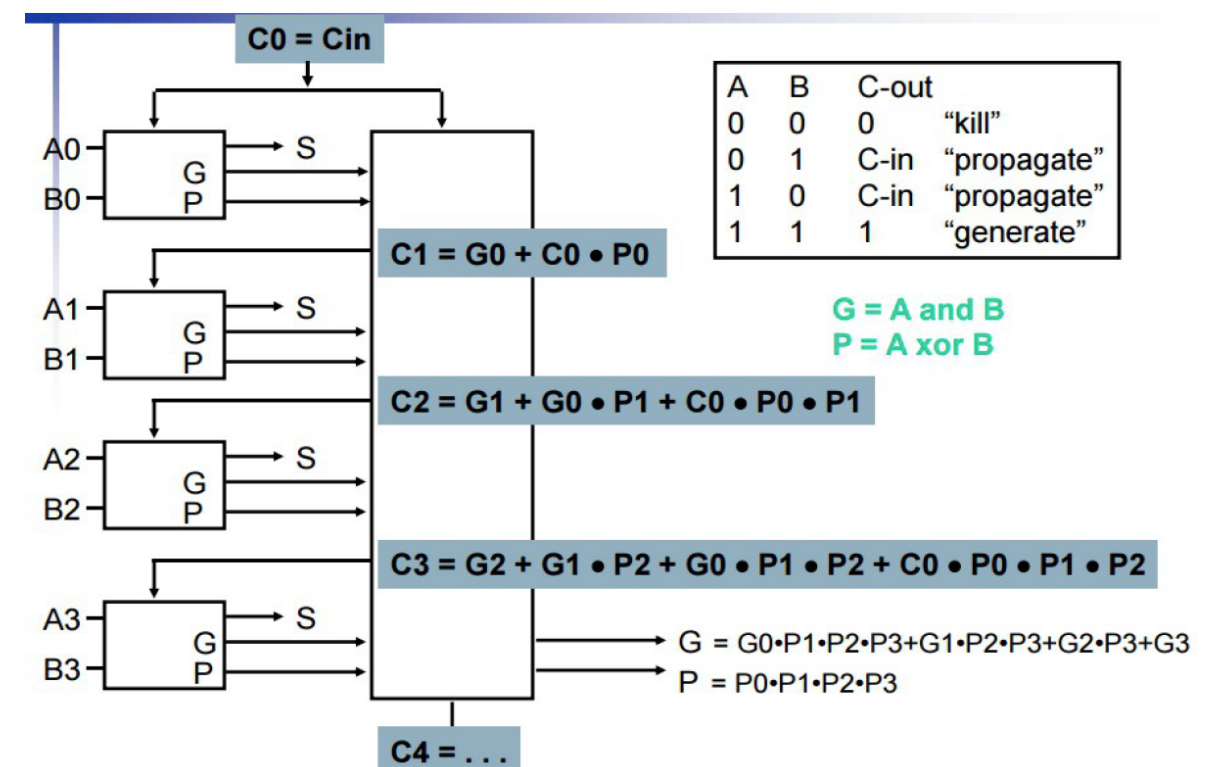 C0 = Cin
A B C-out
0 0 0 “kill”
0 1 C-in “propagate”
1 0 C-in “propagate”
1 1 1 “generate”
A0
S
G
B0
P
C1 = G0 + C0 • P0
A1
S
G
B1
P
G = A and B
P = A xor B
C2 = G1 + G0 • P1 + C0 • P0 • P1
A2
S
G
B2
P
C3 = G2 + G1 • P2 + G0 • P1 • P2 + C0 • P0 • P1 • P2
A3
S
G
B3
P
G = G0•P1•P2•P3+G1•P2•P3+G2•P3+G3
P = P0•P1•P2•P3
C4 = . . .